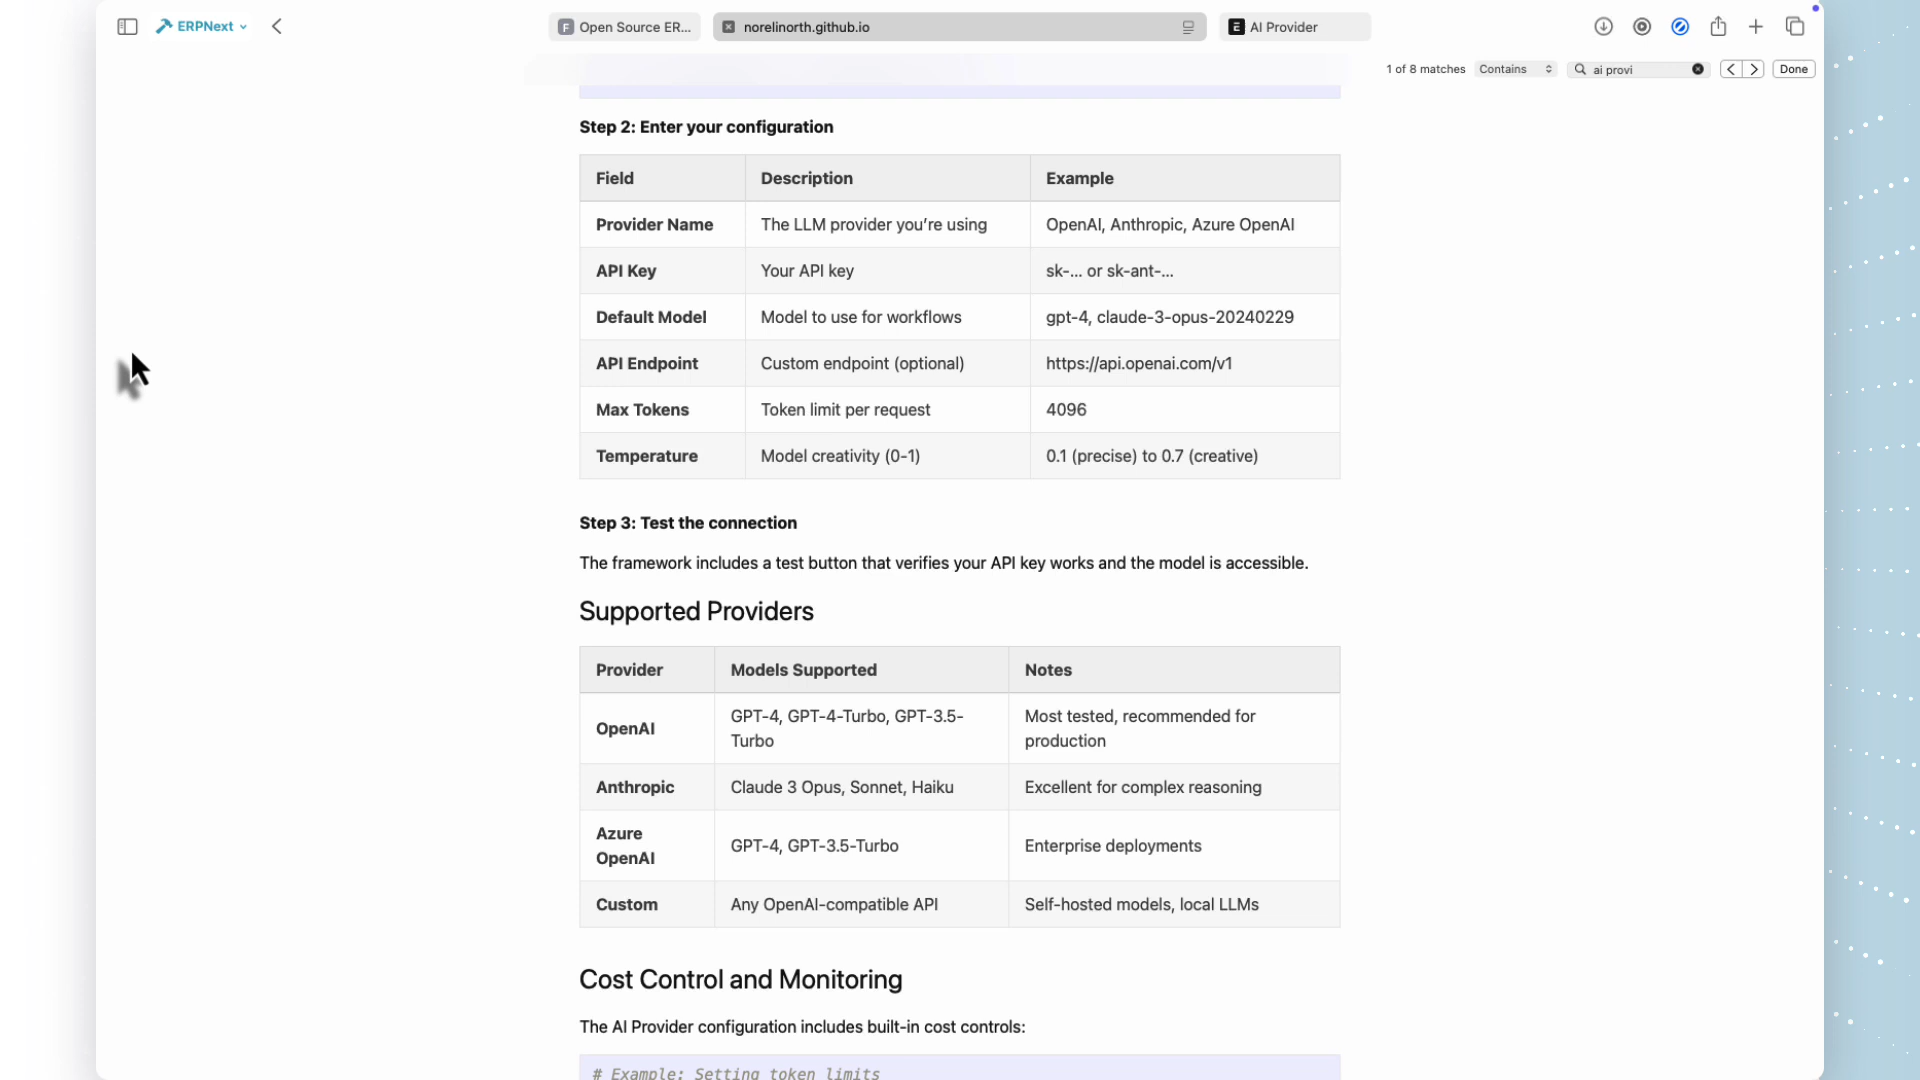 ERPNext
Open Source ER...
norelinorth.github.io
AI Provider
1 of 8 matches
Contains
ai provi
Done
Step 2: Enter your configuration
Field Description Example
Provider Name The LLM provider you're using OpenAI, Anthropic, Azure OpenAI
API Key Your API key sk-... or sk-ant-...
Default Model Model to use for workflows gpt-4, claude-3-opus-20240229
API Endpoint Custom endpoint (optional) https://api.openai.com/v1
Max Tokens Token limit per request 4096
Temperature Model creativity (0-1) 0.1 (precise) to 0.7 (creative)
Step 3: Test the connection
The framework includes a test button that verifies your API key works and the model is accessible.
Supported Providers
Provider Models Supported Notes
OpenAI
GPT-4, GPT-4-Turbo, GPT-3.5-
Turbo
Most tested, recommended for
production
Anthropic Claude 3 Opus, Sonnet, Haiku Excellent for complex reasoning
Azure
OpenAI
GPT-4, GPT-3.5-Turbo Enterprise deployments
Custom Any OpenAI-compatible API Self-hosted models, local LLMs
Cost Control and Monitoring
The AI Provider configuration includes built-in cost controls:
# Example: Setting token limits